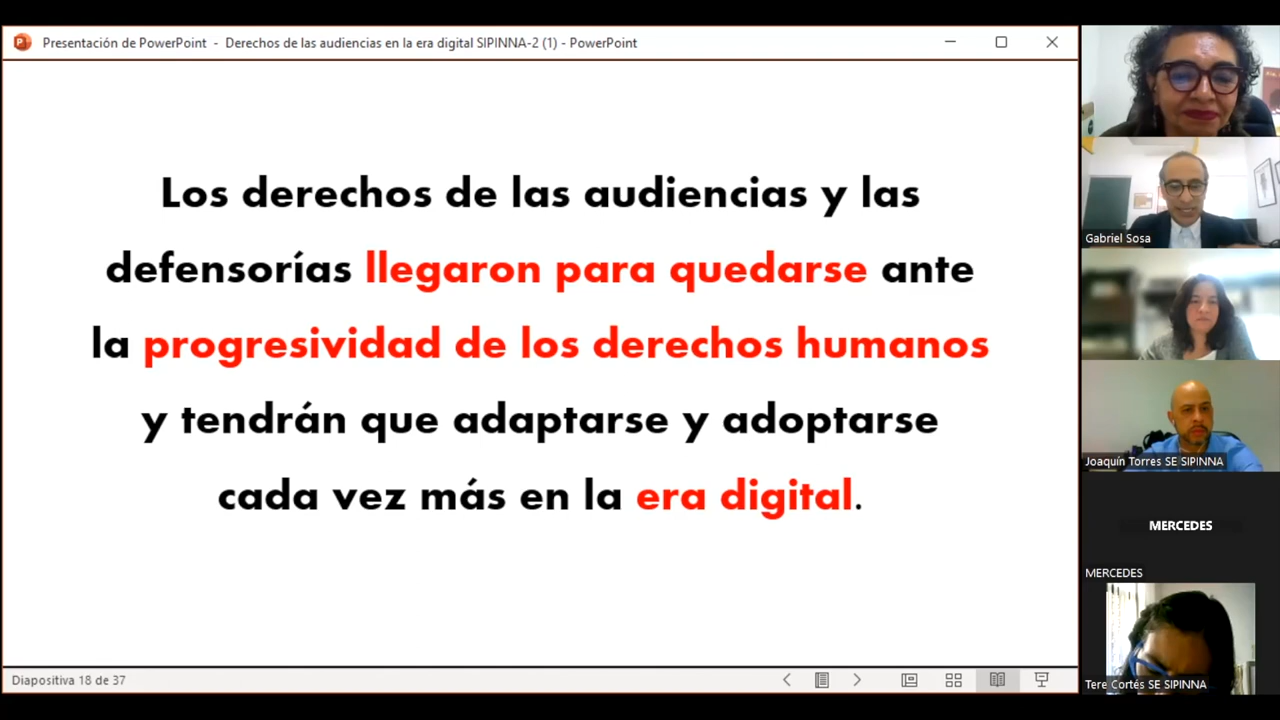 Presentación de PowerPoint - Derechos de las audiencias en la era digital SIPINNA-2 (1) - PowerPoint
Los derechos de las audiencias y las
defensorías llegaron para quedarse ante
la progresividad de los derechos humanos
y tendrán que adaptarse y adoptarse
cada vez más en la era digital.
Diapositiva 18 de 37
Gabriel Sosa
Joaquín Torres SE SIPINNA
MERCEDES
MERCEDES
Tere Cortés SE SIPINNA